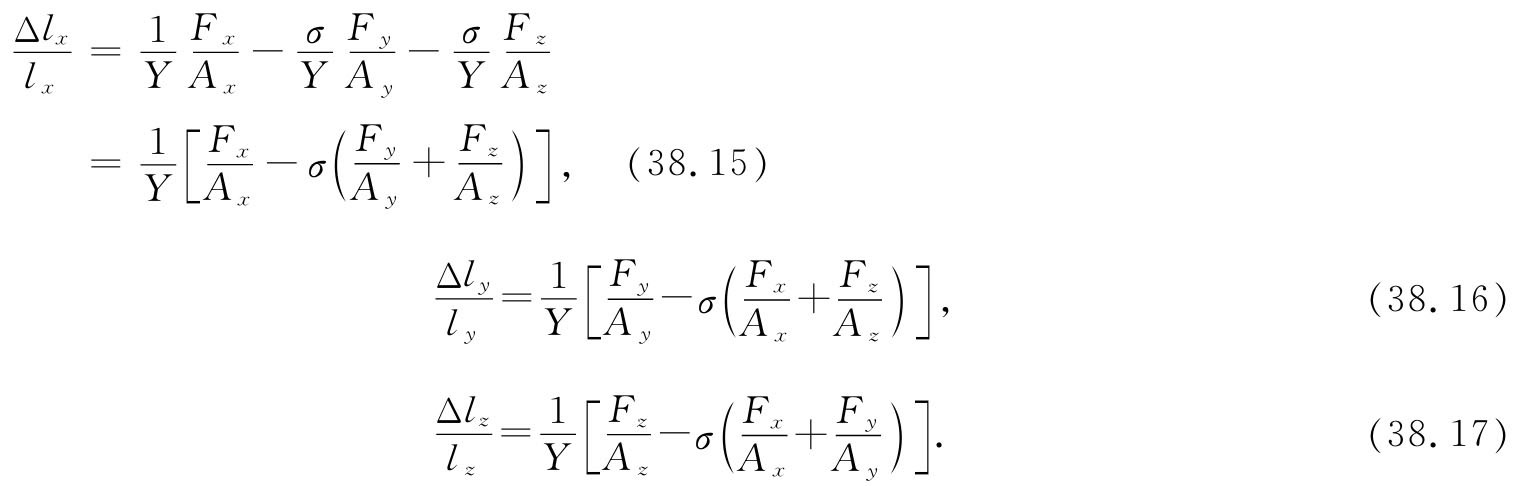 \frac{\Delta l_x}{l_x} = \frac{1}{Y} \frac{F_x}{A_x} - \frac{\sigma}{Y} \frac{F_y}{A_y} - \frac{\sigma}{Y} \frac{F_z}{A_z}
= \frac{1}{Y} \left[ \frac{F_x}{A_x} - \sigma \left( \frac{F_y}{A_y} + \frac{F_z}{A_z} \right) \right], (38.15)
\frac{\Delta l_y}{l_y} = \frac{1}{Y} \left[ \frac{F_y}{A_y} - \sigma \left( \frac{F_x}{A_x} + \frac{F_z}{A_z} \right) \right], (38.16)
\frac{\Delta l_z}{l_z} = \frac{1}{Y} \left[ \frac{F_z}{A_z} - \sigma \left( \frac{F_x}{A_x} + \frac{F_y}{A_y} \right) \right]. (38.17)